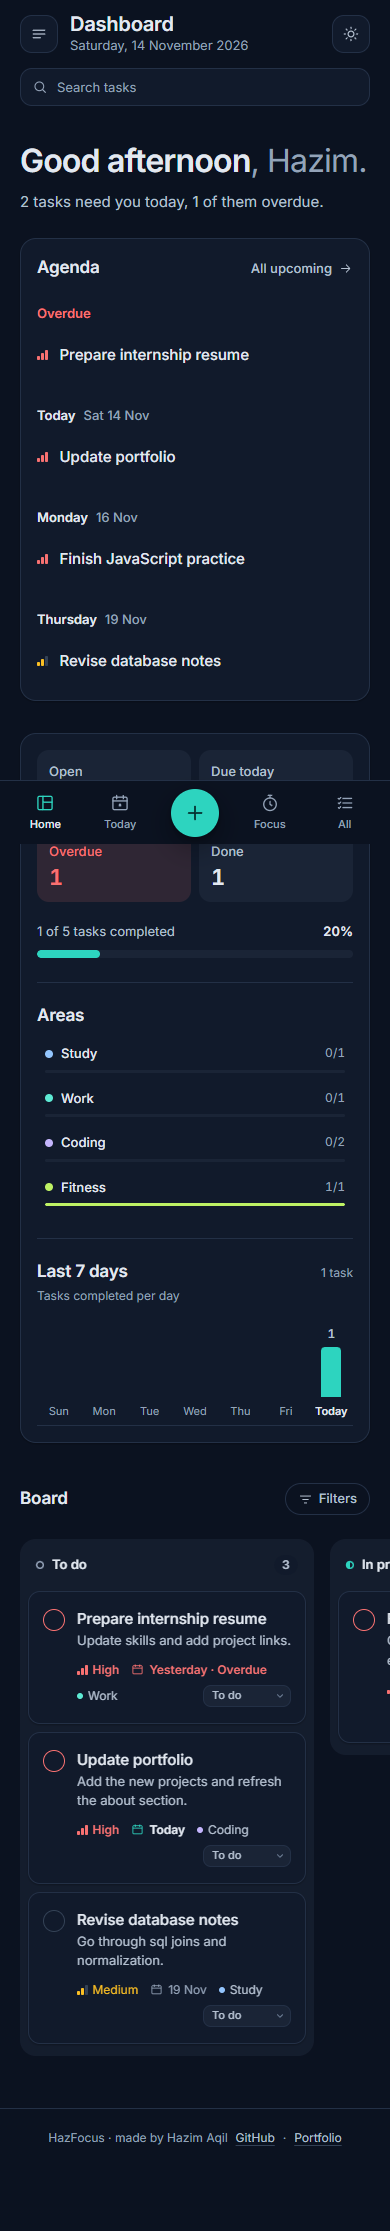 Dashboard
Saturday, 14 November 2026
Search tasks
Good afternoon, Hazim.
2 tasks need you today, 1 of them overdue.
Agenda
All upcoming →
Overdue
Prepare internship resume
Today Sat 14 Nov
Update portfolio
Monday 16 Nov
Finish JavaScript practice
Thursday 19 Nov
Revise database notes
Open
Due today
Home
Today
Focus
All
Overdue
1
Done
1
1 of 5 tasks completed
20%
Areas
Study
0/1
Work
0/1
Coding
0/2
Fitness
1/1
Last 7 days
1 task
Tasks completed per day
1
Sun Mon Tue Wed Thu Fri Today
Board
Filters
To do
3
Prepare internship resume
Update skills and add project links.
High Yesterday · Overdue
Work
To do
Update portfolio
Add the new projects and refresh
the about section.
High Today Coding
To do
Revise database notes
Go through sql joins and
normalization.
Medium 19 Nov Study
To do
In pr
HazFocus · made by Hazim Aqil GitHub · Portfolio